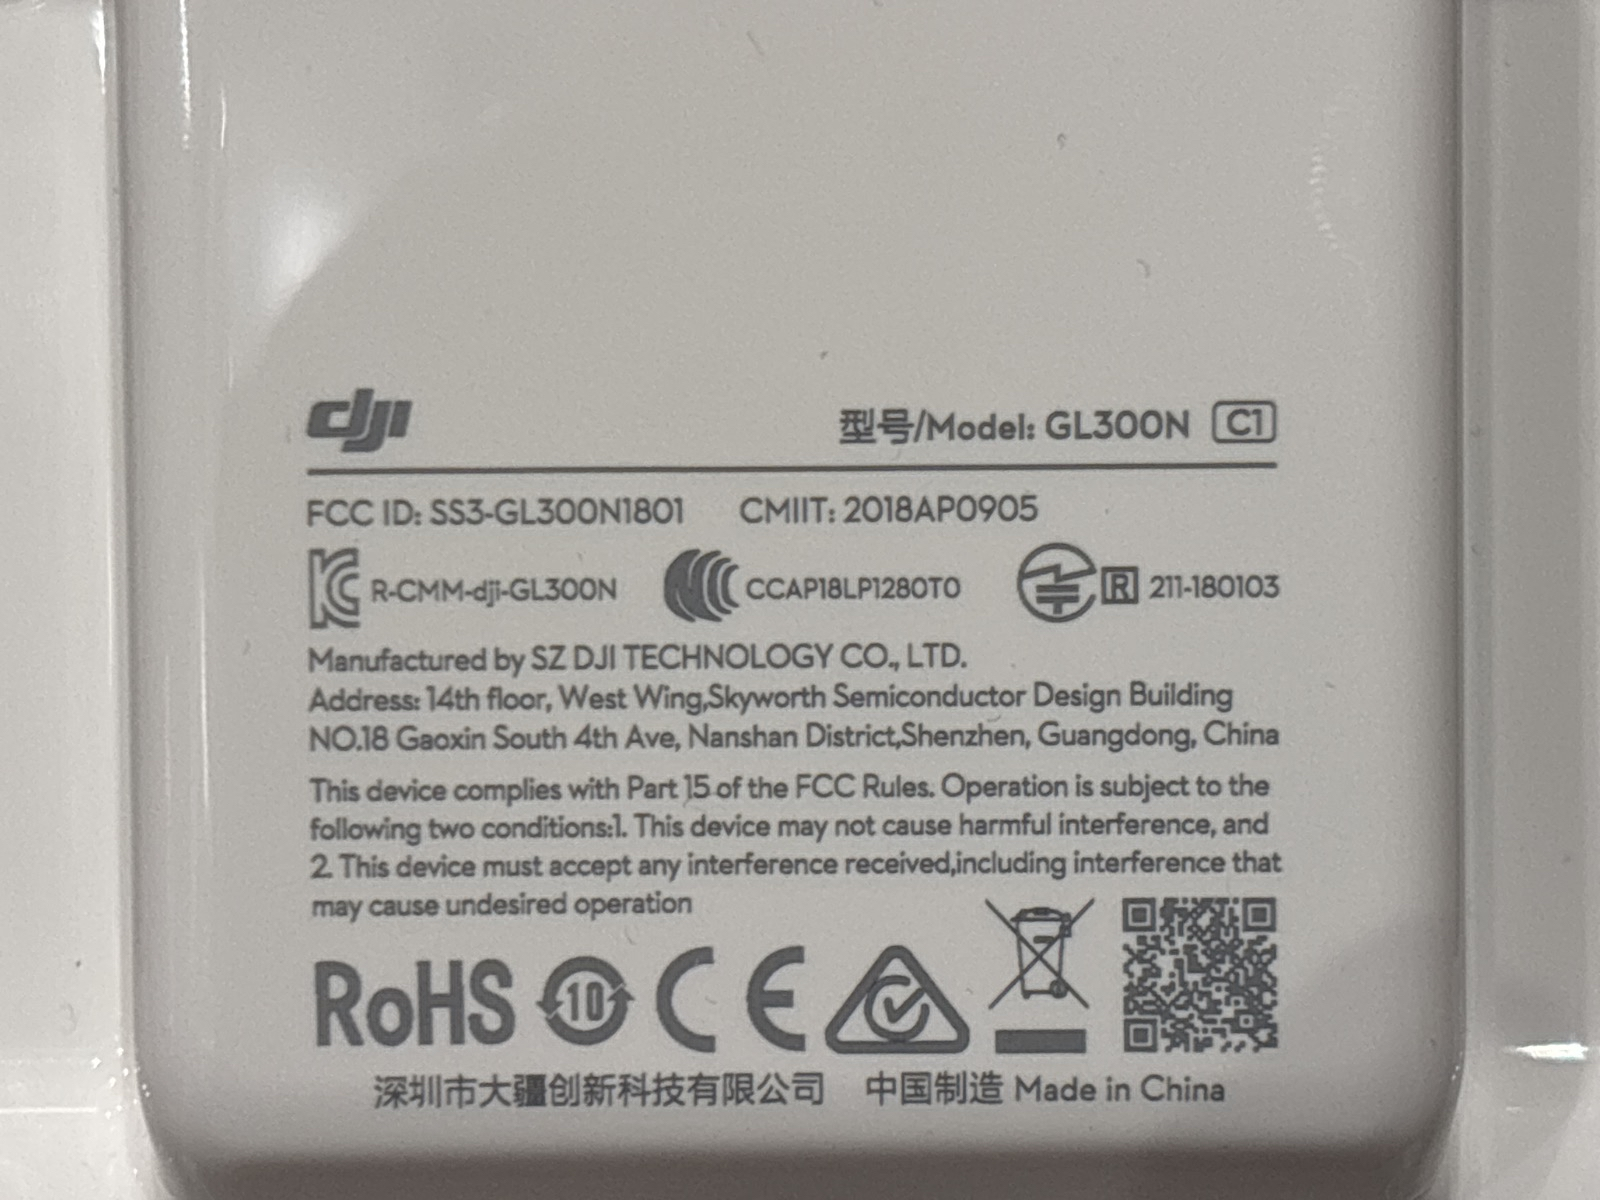 dji 型号/Model: GL300N C1
FCC ID: SS3-GL300N1801 CMIIT: 2018AP0905
R-CMM-dji-GL300N CCAP18LP1280T0 R 211-180103
Manufactured by SZ DJI TECHNOLOGY CO., LTD.
Address: 14th floor, West Wing,Skyworth Semiconductor Design Building
NO.18 Gaoxin South 4th Ave, Nanshan District,Shenzhen, Guangdong, China
This device complies with Part 15 of the FCC Rules. Operation is subject to the
following two conditions:1. This device may not cause harmful interference, and
2. This device must accept any interference received,including interference that
may cause undesired operation
RoHS 10 CE
深圳市大疆创新科技有限公司 中国制造 Made in China